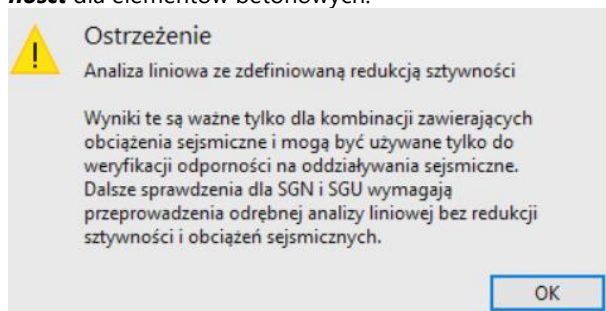 ności dla elementów betonowych.
Ostrzeżenie
Analiza liniowa ze zdefiniowaną redukcją sztywności
Wyniki te są ważne tylko dla kombinacji zawierających
obciążenia sejsmiczne i mogą być używane tylko do
weryfikacji odporności na oddziaływania sejsmiczne.
Dalsze sprawdzenia dla SGN i SGU wymagają
przeprowadzenia odrębnej analizy liniowej bez redukcji
sztywności i obciążeń sejsmicznych.
OK